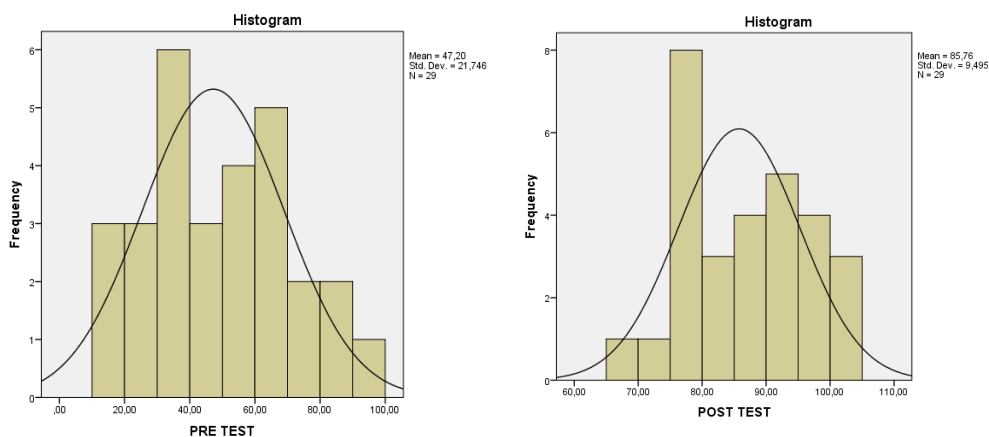 Histogram
Mean = 47,20
Std. Dev. = 21,746
N = 29
6
5
4
3
2
1
0
Frequency
,00
20,00
40,00
60,00
80,00
100,00
PRE TEST
Histogram
Mean = 85,76
Std. Dev. = 9,495
N = 29
8
6
4
2
0
Frequency
60,00
70,00
80,00
90,00
100,00
110,00
POST TEST